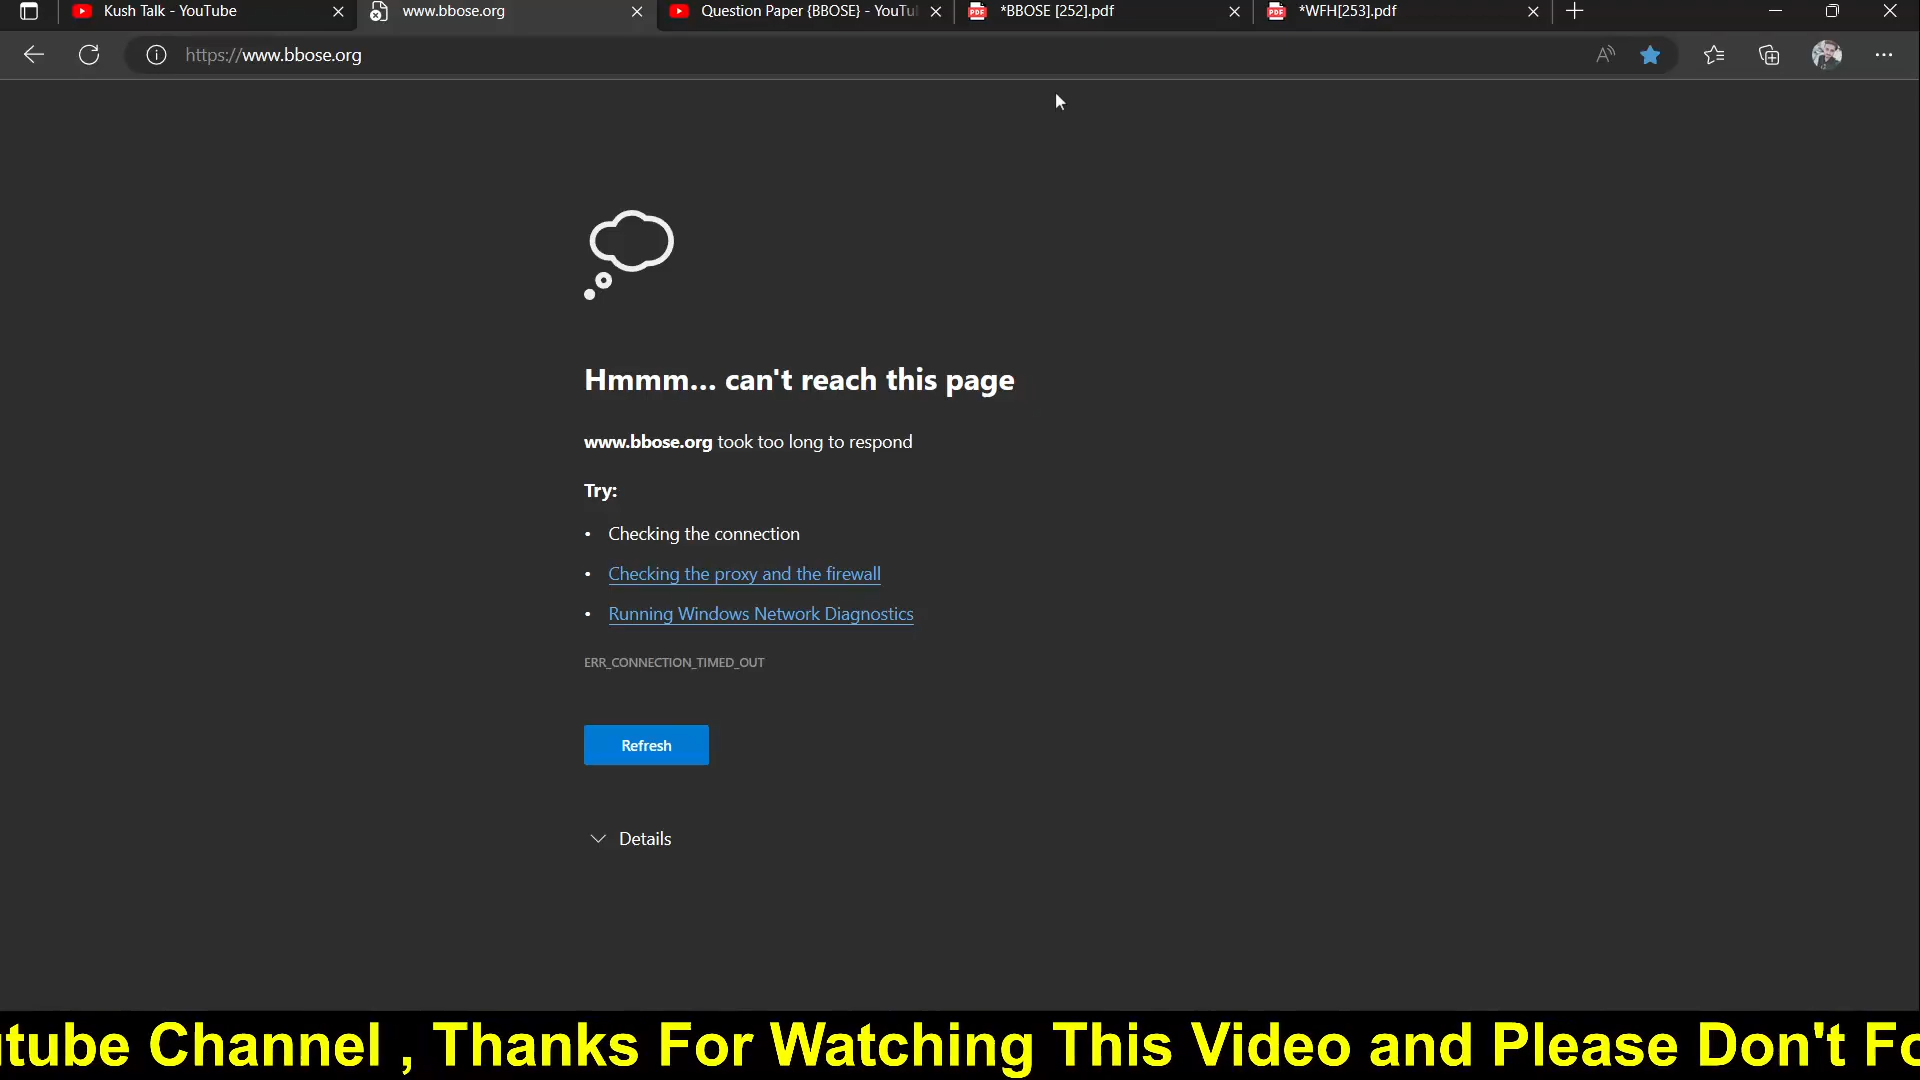 Kush Talk - YouTube
www.bbose.org
Question Paper {BBOSE} - YouTu
*BBOSE [252].pdf
*WFH[253].pdf
https://www.bbose.org
Hmmm... can't reach this page
www.bbose.org took too long to respond
Try:
• Checking the connection
• Checking the proxy and the firewall
• Running Windows Network Diagnostics
ERR_CONNECTION_TIMED_OUT
Refresh
Details
utube Channel , Thanks For Watching This Video and Please Don't Fo